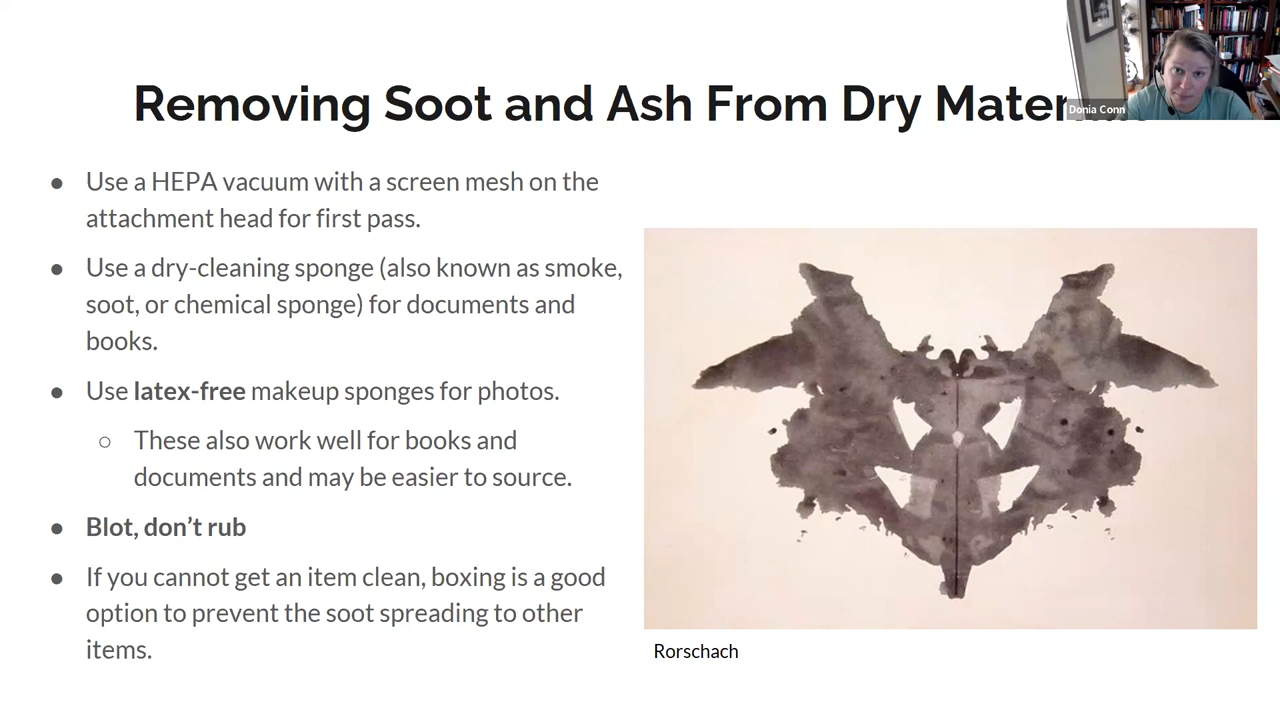 Removing Soot and Ash From Dry
Donia Conn
● Use a HEPA vacuum with a screen mesh on the
attachment head for first pass.
● Use a dry-cleaning sponge (also known as smoke,
soot, or chemical sponge) for documents and
books.
● Use latex-free makeup sponges for photos.
○ These also work well for books and
documents and may be easier to source.
● Blot, don’t rub
● If you cannot get an item clean, boxing is a good
option to prevent the soot spreading to other
items.
Rorschach